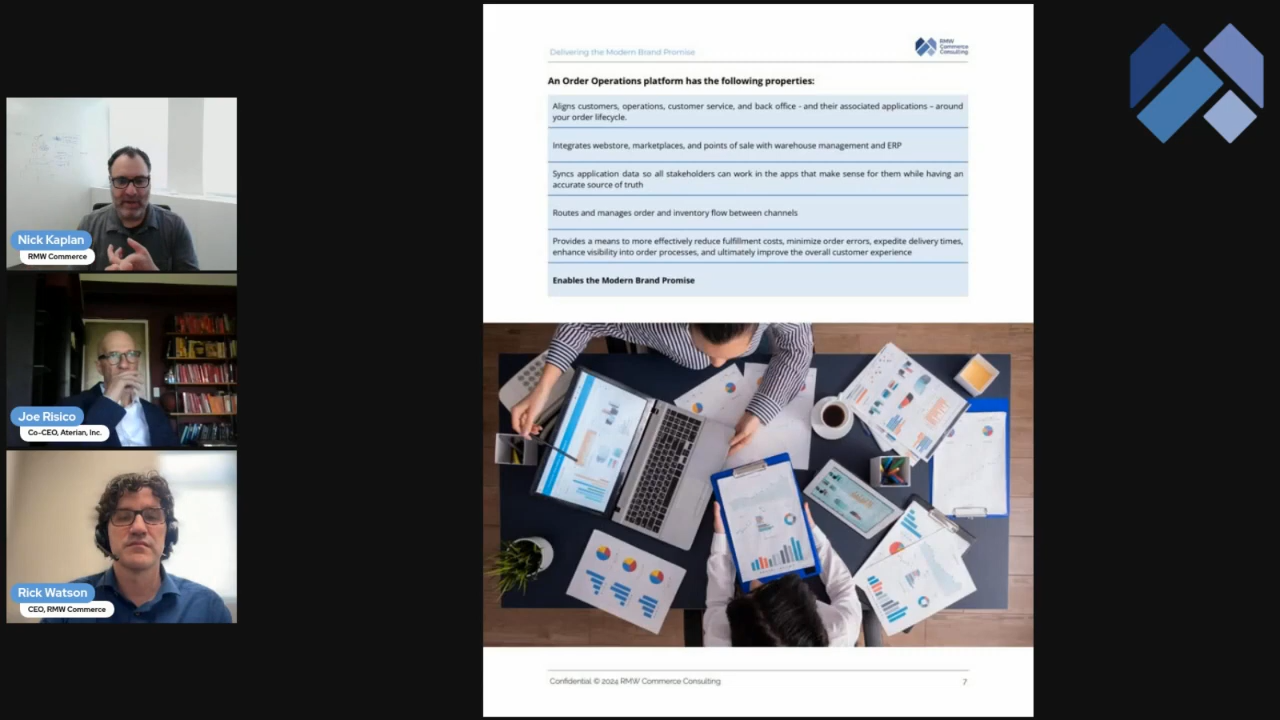 Nick Kaplan
RMW Commerce
Joe Risico
Co-CEO, Aterian, Inc.
Rick Watson
CEO, RMW Commerce
Delivering the Modern Brand Promise
RMW
Commerce
Consulting
An Order Operations platform has the following properties:
Aligns customers, operations, customer service, and back office - and their associated applications – around
your order lifecycle.
Integrates webstore, marketplaces, and points of sale with warehouse management and ERP
Syncs application data so all stakeholders can work in the apps that make sense for them while having an
accurate source of truth
Routes and manages order and inventory flow between channels
Provides a means to more effectively reduce fulfillment costs, minimize order errors, expedite delivery times,
enhance visibility into order processes, and ultimately improve the overall customer experience
Enables the Modern Brand Promise
Confidential © 2024 RMW Commerce Consulting
7